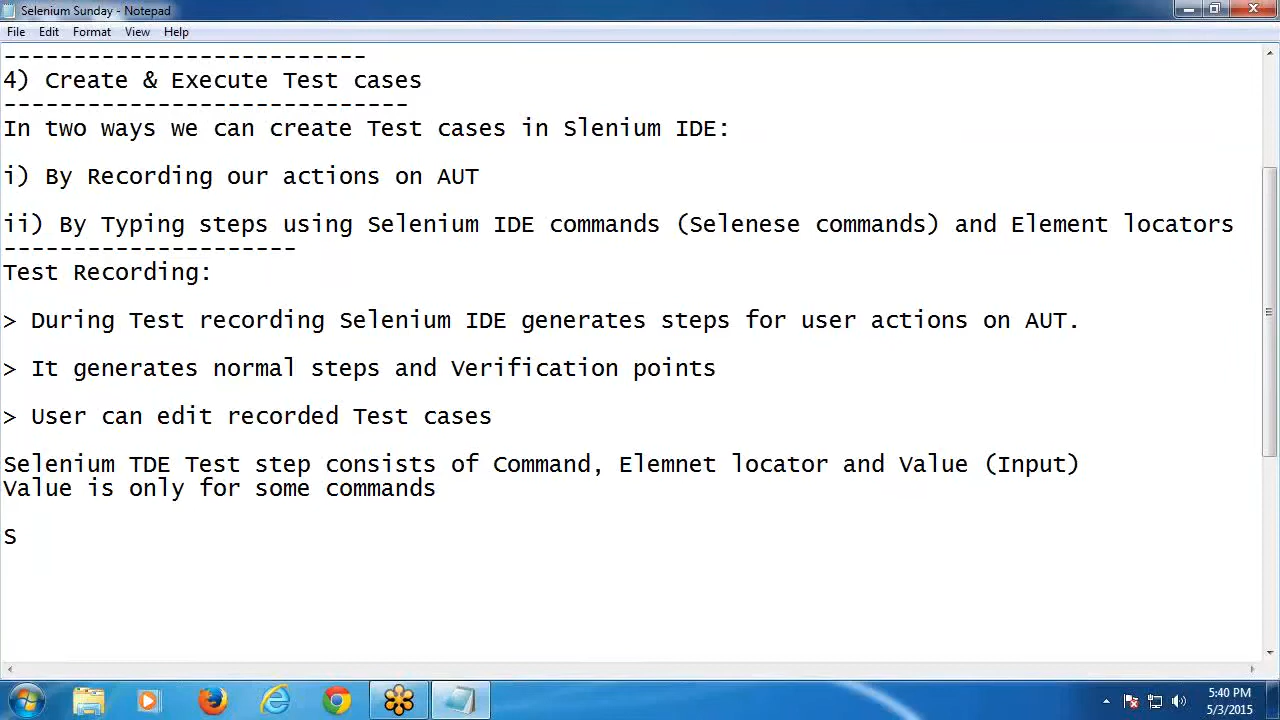 Selenium Sunday - Notepad
File Edit Format View Help
--------------------------
4) Create & Execute Test cases
-----------------------------
In two ways we can create Test cases in Slenium IDE:
i) By Recording our actions on AUT
ii) By Typing steps using Selenium IDE commands (Selenese commands) and Element locators
---------------------
Test Recording:
> During Test recording Selenium IDE generates steps for user actions on AUT.
> It generates normal steps and Verification points
> User can edit recorded Test cases
Selenium TDE Test step consists of Command, Elemnet locator and Value (Input)
Value is only for some commands
S
5:40 PM
5/3/2015